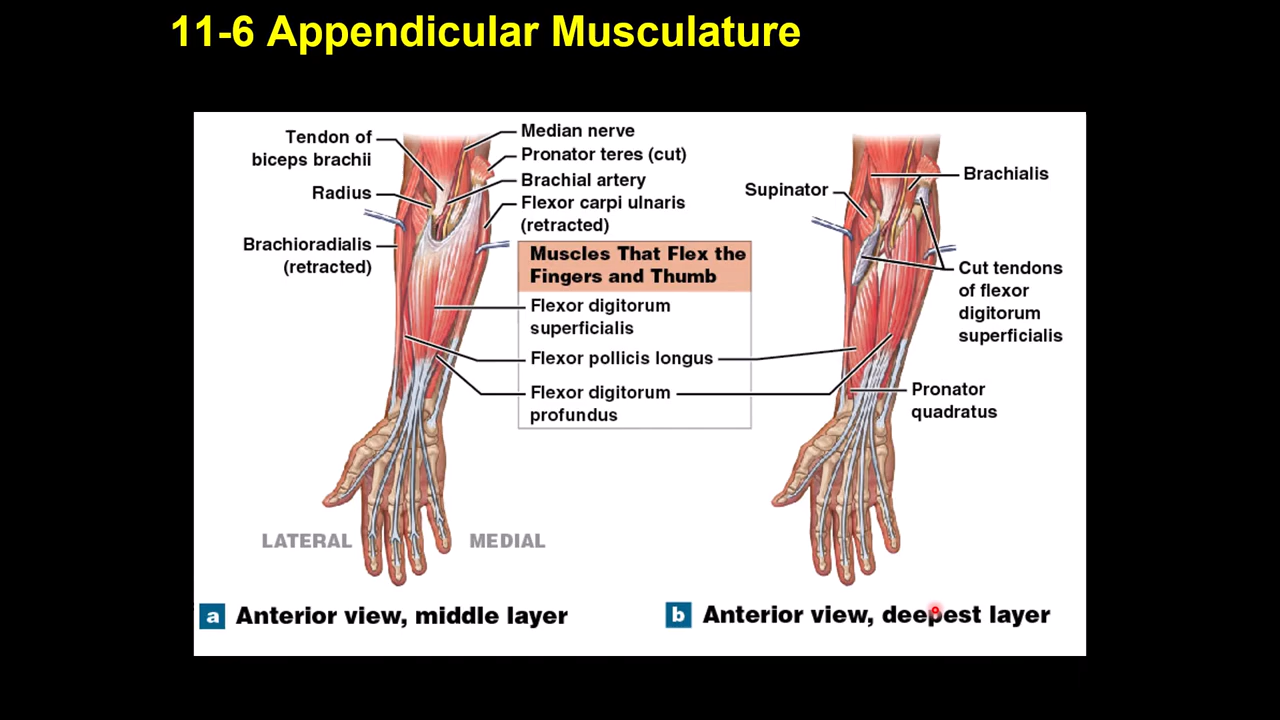 11-6 Appendicular Musculature
Tendon of
biceps brachii
Radius
Brachioradialis
(retracted)
Median nerve
Pronator teres (cut)
Brachial artery
Flexor carpi ulnaris
(retracted)
Muscles That Flex the
Fingers and Thumb
Flexor digitorum
superficialis
Flexor pollicis longus
Flexor digitorum
profundus
Supinator
Brachialis
Cut tendons
of flexor
digitorum
superficialis
Pronator
quadratus
LATERAL
MEDIAL
a Anterior view, middle layer
b Anterior view, deepest layer